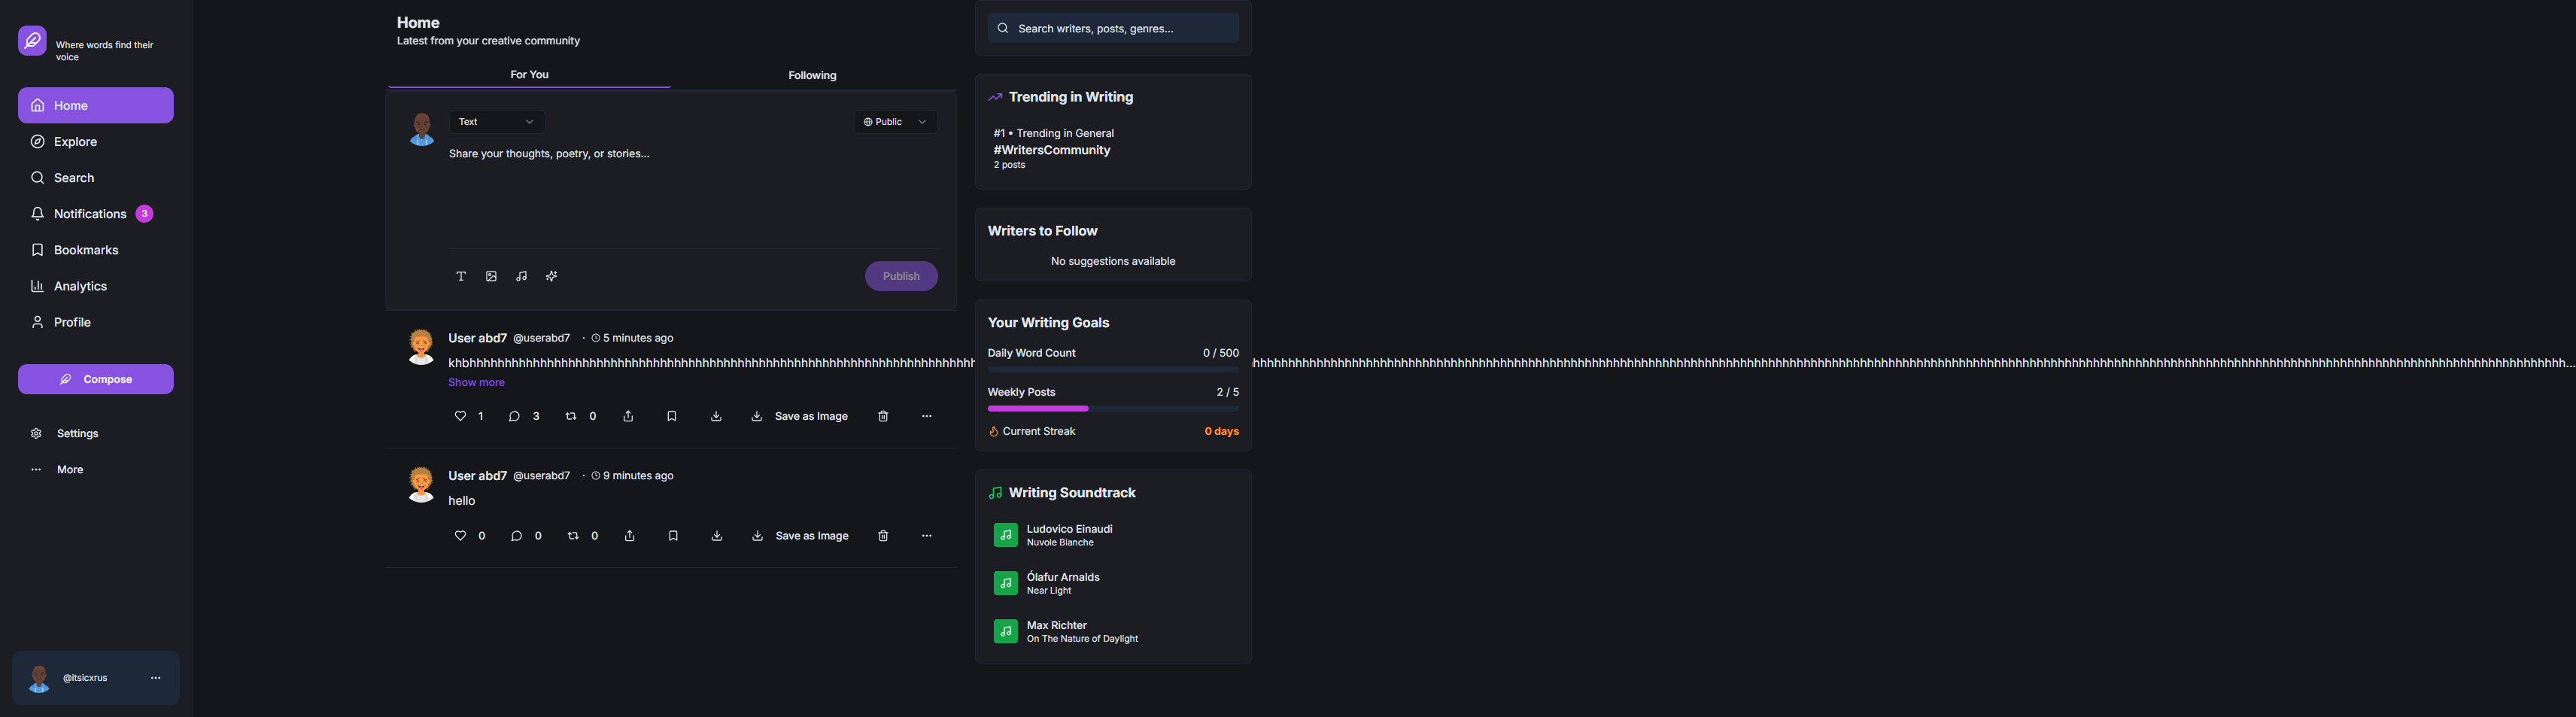 Where words find their
voice
Home
Explore
Search
Notifications 3
Bookmarks
Analytics
Profile
Compose
Settings
More
@itsicxrus
Home
Latest from your creative community
For You
Following
Text
Public
Share your thoughts, poetry, or stories...
Publish
User abd7 @userabd7 · 5 minutes ago
Show more
1 3 0 Save as Image
User abd7 @userabd7 · 9 minutes ago
hello
0 0 0 Save as Image
Search writers, posts, genres...
Trending in Writing
#1 • Trending in General
#WritersCommunity
2 posts
Writers to Follow
No suggestions available
Your Writing Goals
Daily Word Count 0 / 500
Weekly Posts 2 / 5
Current Streak 0 days
Writing Soundtrack
Ludovico Einaudi
Nuvole Bianche
Ólafur Arnalds
Near Light
Max Richter
On The Nature of Daylight